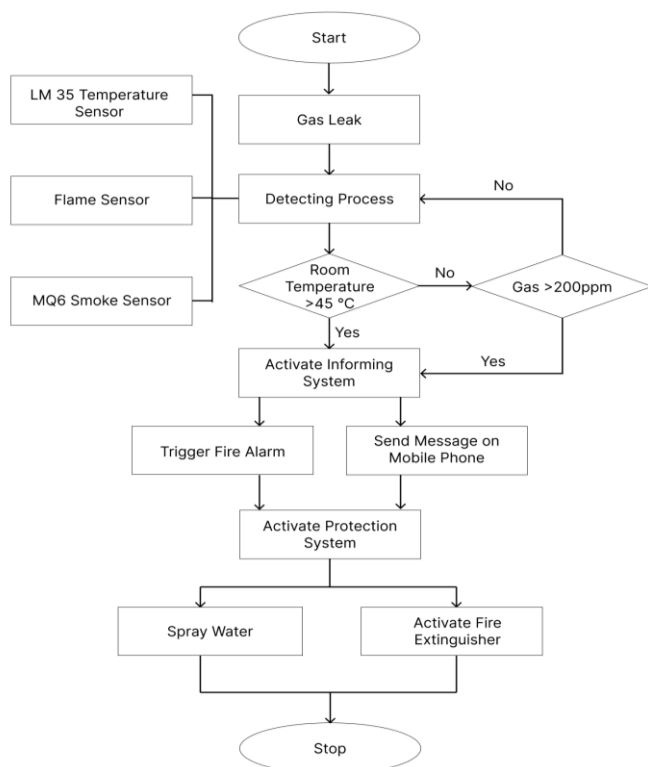 Start
LM 35 Temperature
Sensor
Gas Leak
Flame Sensor
Detecting Process
No
MQ6 Smoke Sensor
Room
Temperature
>45 °C
No
Gas >200ppm
Yes
Yes
Activate Informing
System
Trigger Fire Alarm
Send Message on
Mobile Phone
Activate Protection
System
Spray Water
Activate Fire
Extinguisher
Stop